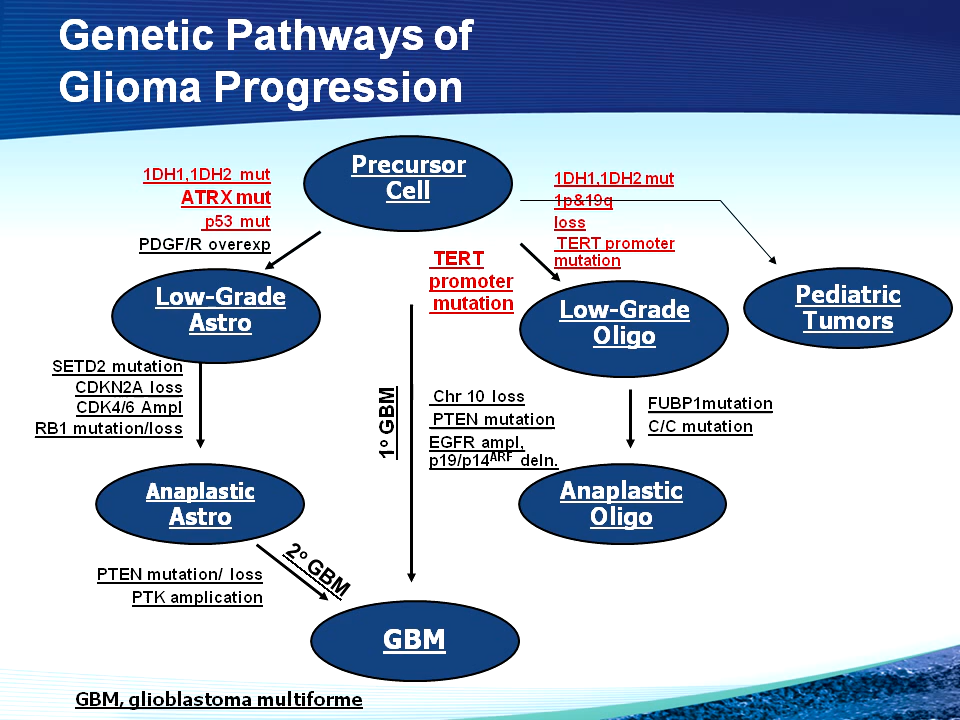 Genetic Pathways of
Glioma Progression
Precursor
Cell
1DH1,1DH2 mut
ATRX mut
p53 mut
PDGF/R overexp
1DH1,1DH2 mut
1p&19q
loss
TERT promoter
mutation
TERT
promoter
mutation
Low-Grade
Astro
Low-Grade
Oligo
Pediatric
Tumors
SETD2 mutation
CDKN2A loss
CDK4/6 Ampl
RB1 mutation/loss
1º GBM
Chr 10 loss
PTEN mutation
EGFR ampl,
p19/p14ARF deln.
FUBP1mutation
C/C mutation
Anaplastic
Astro
Anaplastic
Oligo
2º GBM
PTEN mutation/ loss
PTK amplication
GBM
GBM, glioblastoma multiforme